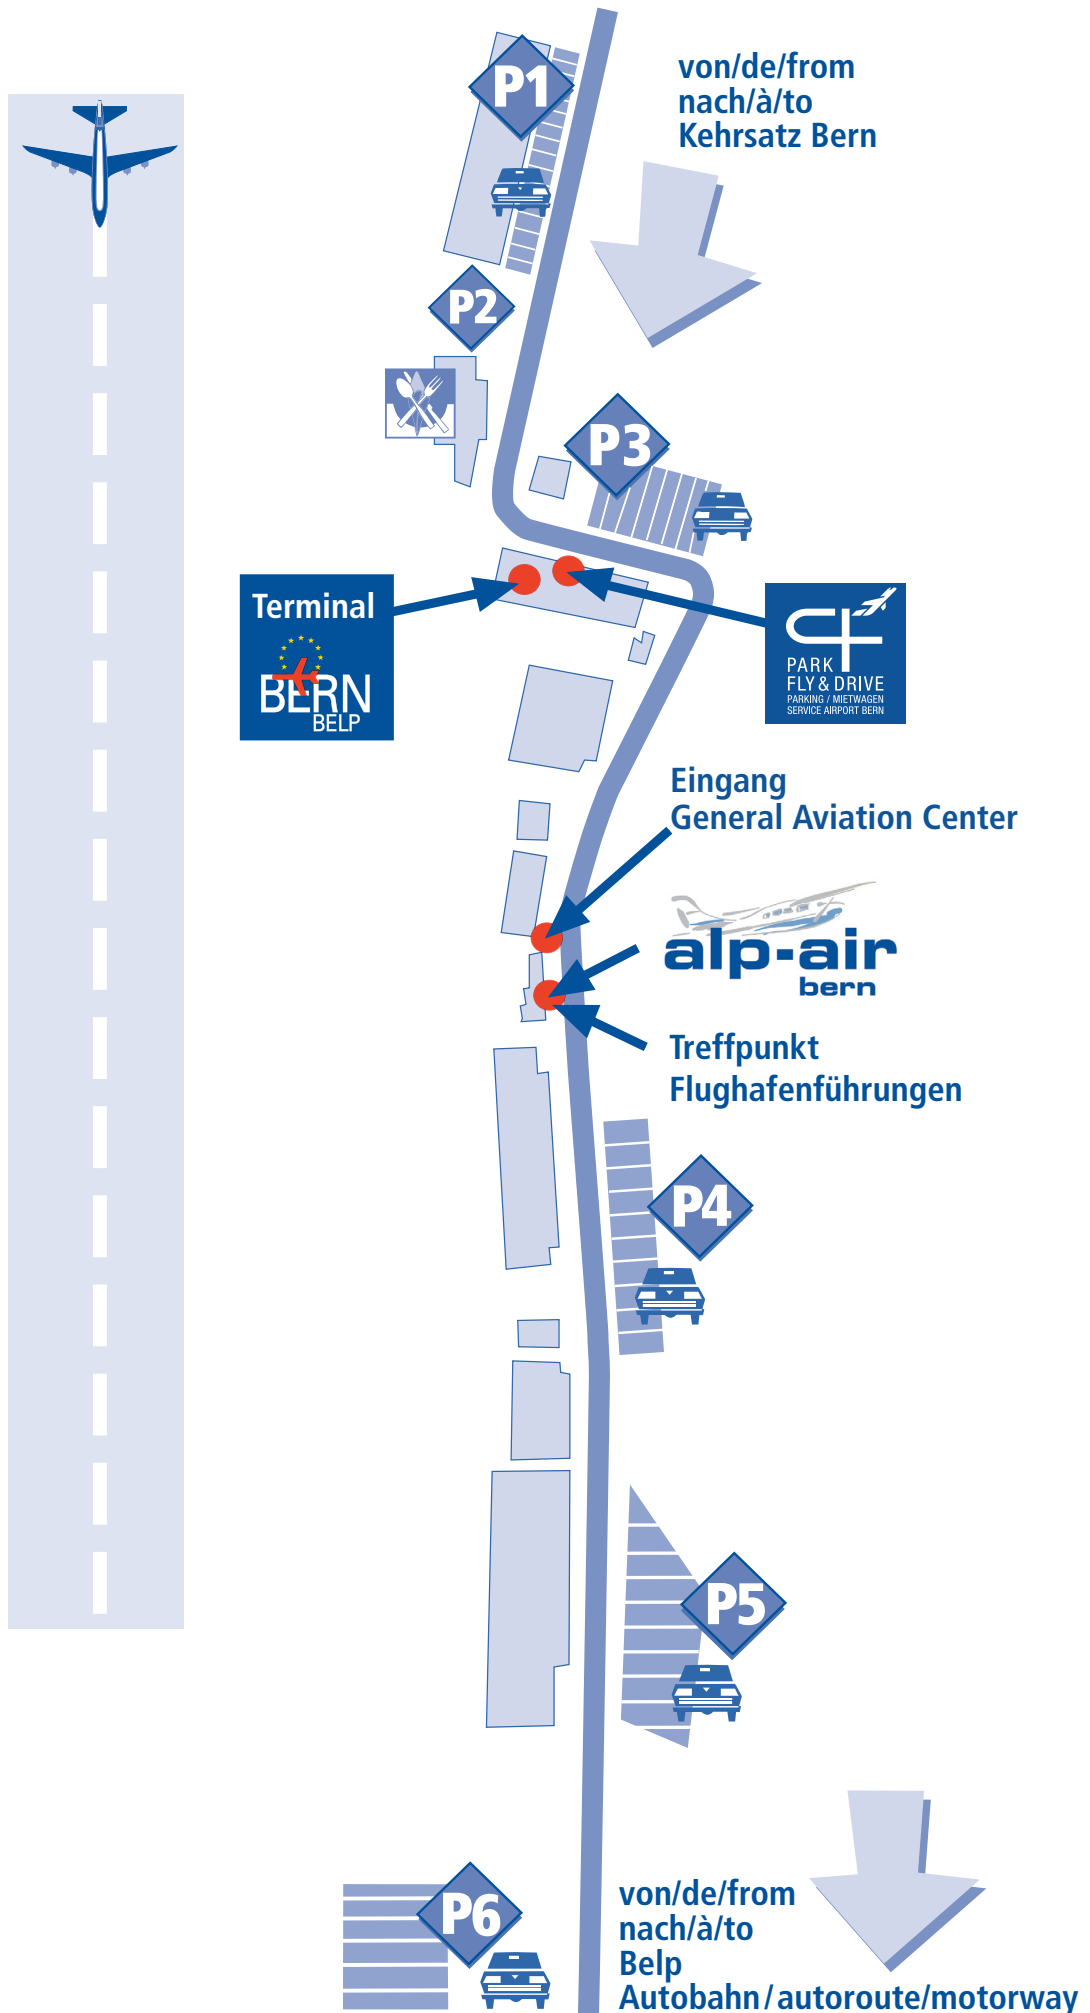 P1
von/de/from
nach/à/to
Kehrsatz Bern
P2
P3
Terminal
BERN
BELP
PARK
FLY & DRIVE
PARKING / MIETWAGEN
SERVICE AIRPORT BERN
Eingang
General Aviation Center
alp-air
bern
Treffpunkt
Flughafenführungen
P4
P5
P6
von/de/from
nach/à/to
Belp
Autobahn/autoroute/motorway